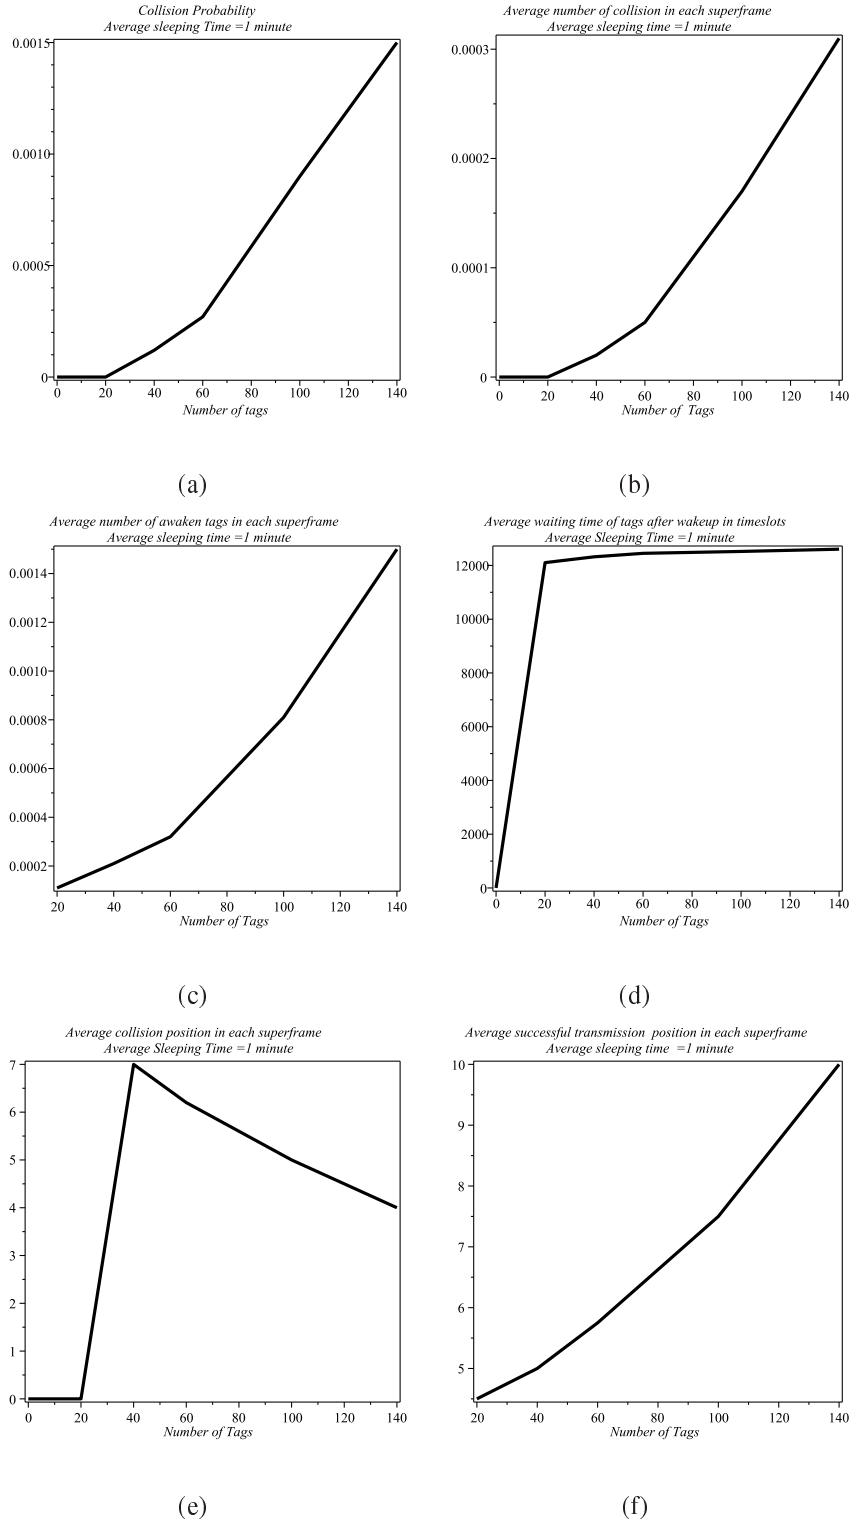 Collision Probability
Average sleeping Time =1 minute
0.0015
0.0010
0.0005
0
0 20 40 60 80 100 120 140
Number of tags
(a)
Average number of collision in each superframe
Average sleeping time =1 minute
0.0003
0.0002
0.0001
0
0 20 40 60 80 100 120 140
Number of Tags
(b)
Average number of awaken tags in each superframe
Average sleeping time =1 minute
0.0014
0.0012
0.0010
0.0008
0.0006
0.0004
0.0002
20 40 60 80 100 120 140
Number of Tags
(c)
Average waiting time of tags after wakeup in timeslots
Average Sleeping Time =1 minute
12000
10000
8000
6000
4000
2000
0
0 20 40 60 80 100 120 140
Number of Tags
(d)
Average collision position in each superframe
Average Sleeping Time =1 minute
7
6
5
4
3
2
1
0
0 20 40 60 80 100 120 140
Number of Tags
(e)
Average successful transmission position in each superframe
Average sleeping time =1 minute
10
9
8
7
6
5
20 40 60 80 100 120 140
Number of Tags
(f)